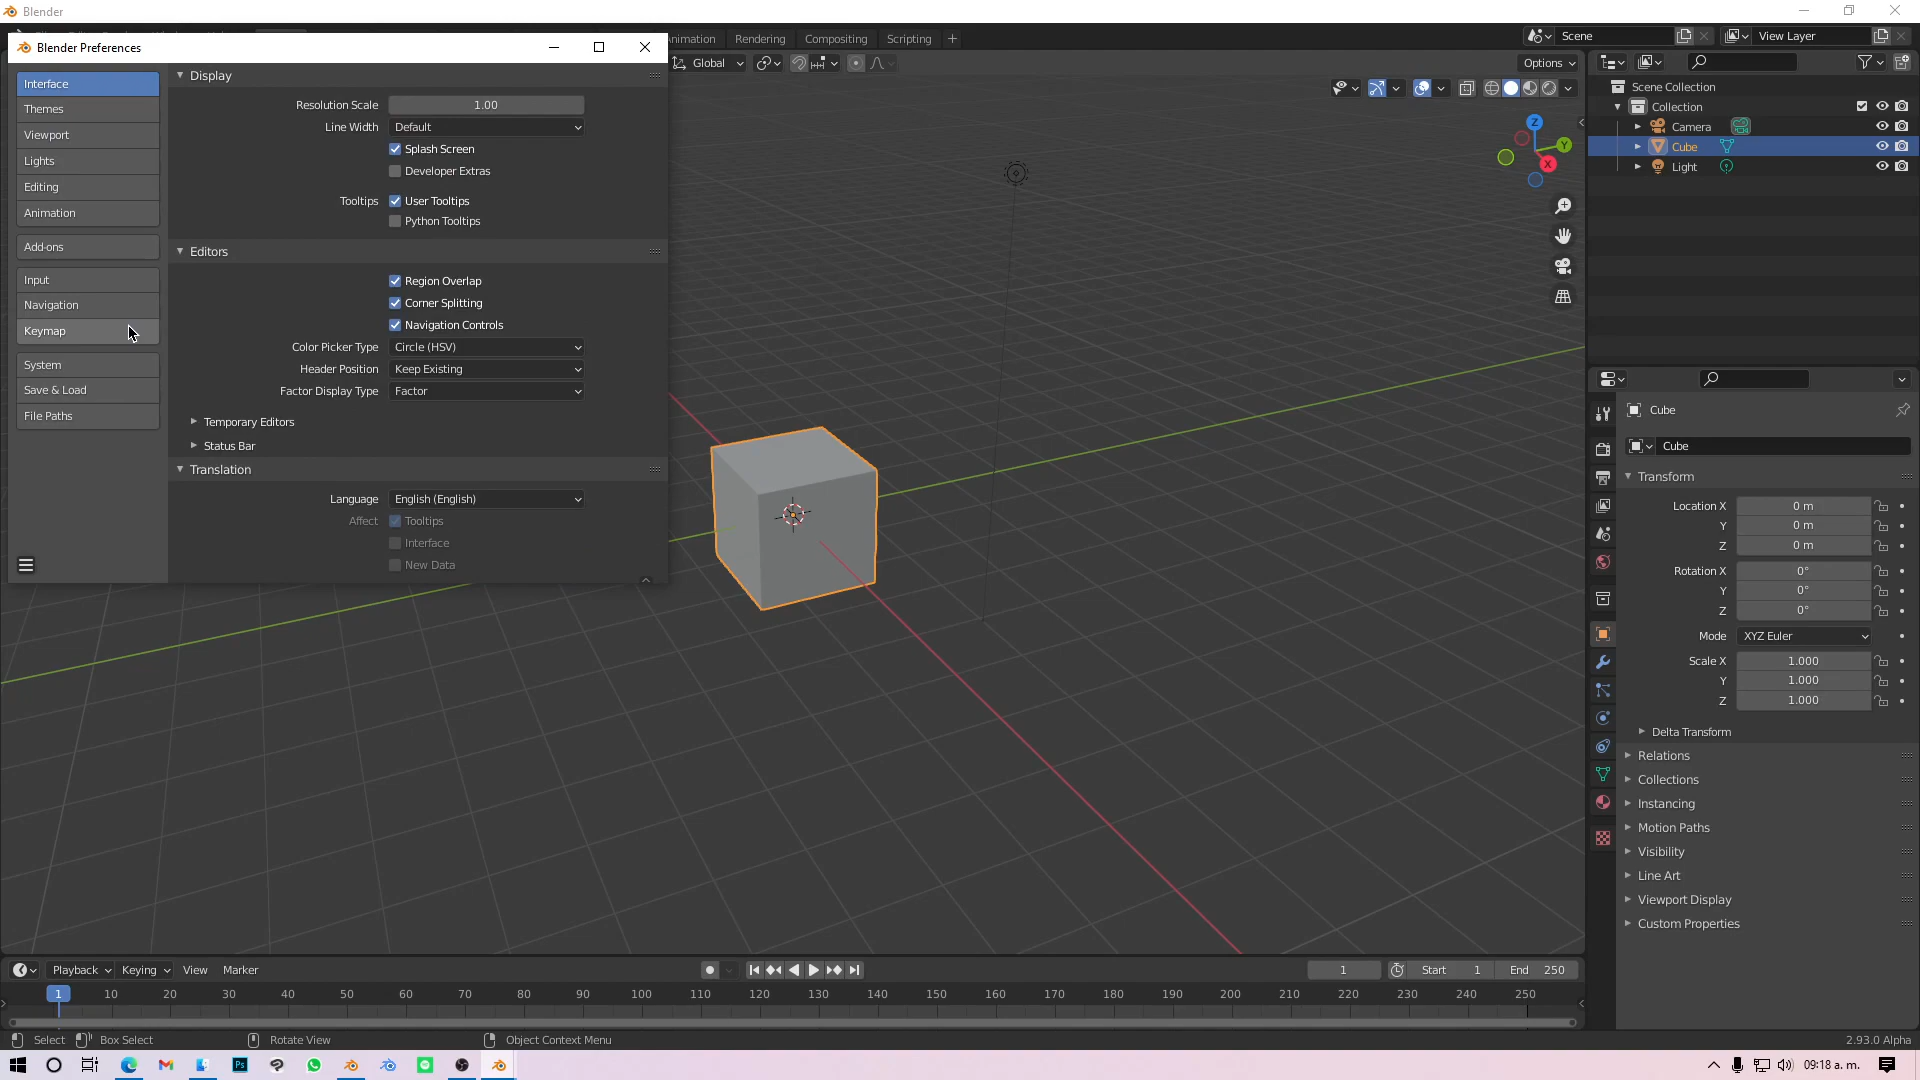 Blender
Blender Preferences
Interface
Themes
Viewport
Lights
Editing
Animation
Add-ons
Input
Navigation
Keymap
System
Save & Load
File Paths
Display
Resolution Scale 1.00
Line Width Default
Splash Screen
Developer Extras
Tooltips User Tooltips
Python Tooltips
Editors
Region Overlap
Corner Splitting
Navigation Controls
Color Picker Type Circle (HSV)
Header Position Keep Existing
Factor Display Type Factor
Temporary Editors
Status Bar
Translation
Language English (English)
Affect Tooltips
Interface
New Data
nimation Rendering Compositing Scripting
Global
Options
Z
Y
X
Scene
View Layer
Scene Collection
Collection
Camera
Cube
Light
Cube
Cube
Transform
Location X 0 m
Y 0 m
Z 0 m
Rotation X 0°
Y 0°
Z 0°
Mode XYZ Euler
Scale X 1.000
Y 1.000
Z 1.000
Delta Transform
Relations
Collections
Instancing
Motion Paths
Visibility
Line Art
Viewport Display
Custom Properties
Playback Keying View Marker
1 Start 1 End 250
1 10 20 30 40 50 60 70 80 90 100 110 120 130 140 150 160 170 180 190 200 210 220 230 240 250
Select Box Select Rotate View Object Context Menu 2.93.0 Alpha
Ps
09:18 a. m.